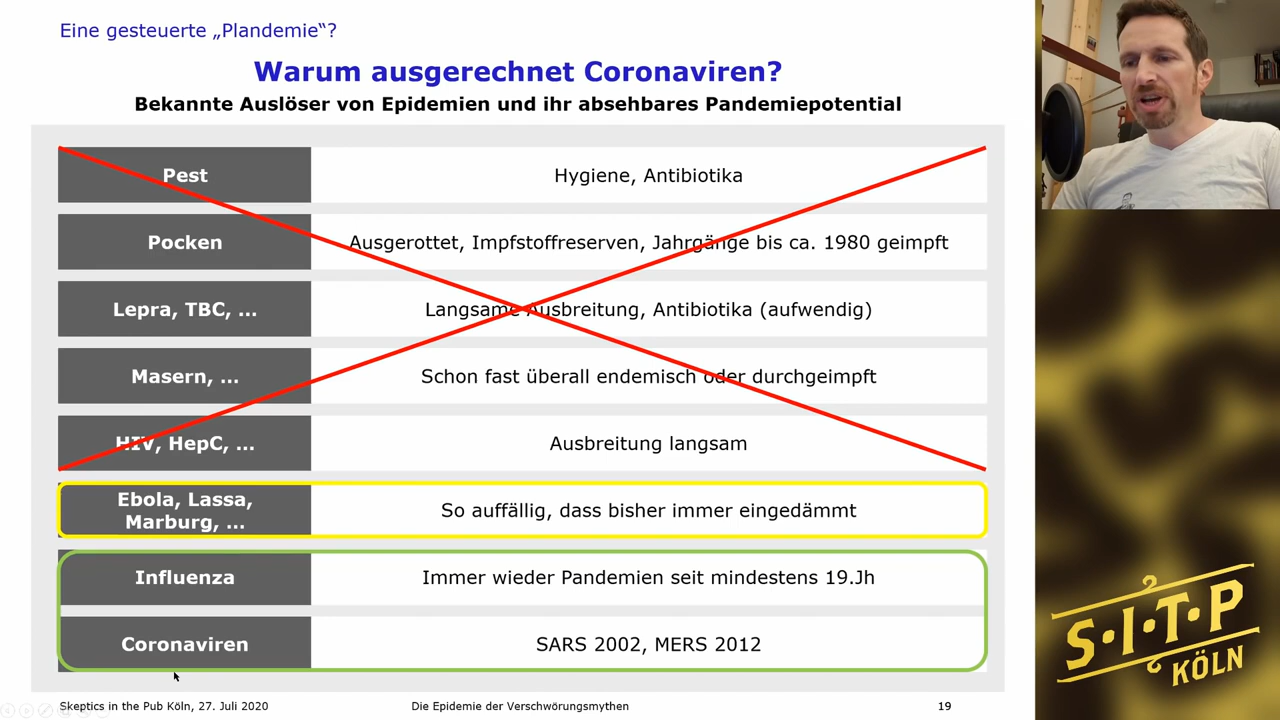 Eine gesteuerte „Plandemie“?
Warum ausgerechnet Coronaviren?
Bekannte Auslöser von Epidemien und ihr absehbares Pandemiepotential
Pest
Hygiene, Antibiotika
Pocken
Ausgerottet, Impfstoffreserven, Jahrgänge bis ca. 1980 geimpft
Lepra, TBC, ...
Langsame Ausbreitung, Antibiotika (aufwendig)
Masern, ...
Schon fast überall endemisch oder durchgeimpft
HIV, HepC, ...
Ausbreitung langsam
Ebola, Lassa,
Marburg, ...
So auffällig, dass bisher immer eingedämmt
Influenza
Immer wieder Pandemien seit mindestens 19.Jh
Coronaviren
SARS 2002, MERS 2012
Skeptics in the Pub Köln, 27. Juli 2020
Die Epidemie der Verschwörungsmythen
19
S·I·T·P
KÖLN